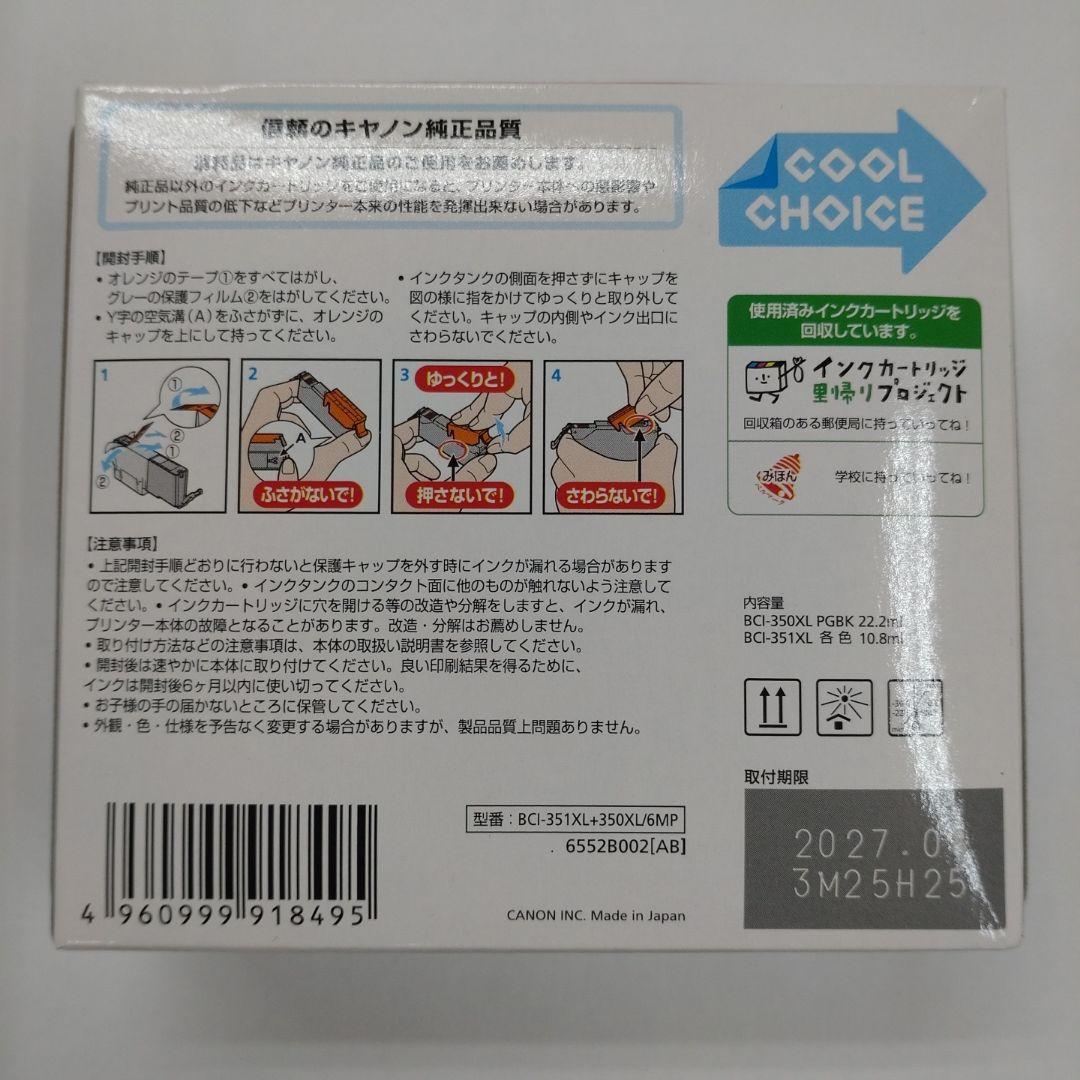 信頼のキヤノン純正品質
消耗品はキヤノン純正品のご使用をお薦めします。
純正品以外のインクカートリッジをご使用になると、プリンター本体への悪影響や
プリント品質の低下などプリンター本来の性能を発揮出来ない場合があります。
COOL
CHOICE
【開封手順】
• オレンジのテープ①をすべてはがし、
グレーの保護フィルム②をはがしてください。
• Y字の空気溝(A)をふさがずに、オレンジの
キャップを上にして持ってください。
• インクタンクの側面を押さずにキャップを
図の様に指をかけてゆっくりと取り外して
ください。キャップの内側やインク出口に
さわらないでください。
1
①
②
①
②
2
A
ふさがないで!
3
ゆっくりと!
押さないで!
4
さわらないで!
使用済みインクカートリッジを
回収しています。
インクカートリッジ
里帰りプロジェクト
回収箱のある郵便局に持っていってね!
みほん
ベルマーク
学校に持っていってね!
【注意事項】
• 上記開封手順どおりに行わないと保護キャップを外す時にインクが漏れる場合があります
ので注意してください。• インクタンクのコンタクト面に他のものが触れないよう注意して
ください。• インクカートリッジに穴を開ける等の改造や分解をしますと、インクが漏れ、
プリンター本体の故障となることがあります。改造・分解はお薦めしません。
• 取り付け方法などの注意事項は、本体の取扱い説明書を参照してください。
• 開封後は速やかに本体に取り付けてください。良い印刷結果を得るために、
インクは開封後6ヶ月以内に使い切ってください。
• お子様の手の届かないところに保管してください。
• 外観・色・仕様を予告なく変更する場合がありますが、製品品質上問題ありません。
内容量
BCI-350XL PGBK 22.2ml
BCI-351XL 各色 10.8ml
取付期限
2027.0
3M25H25
型番:BCI-351XL+350XL/6MP
6552B002[AB]
CANON INC. Made in Japan
4 960999 918495